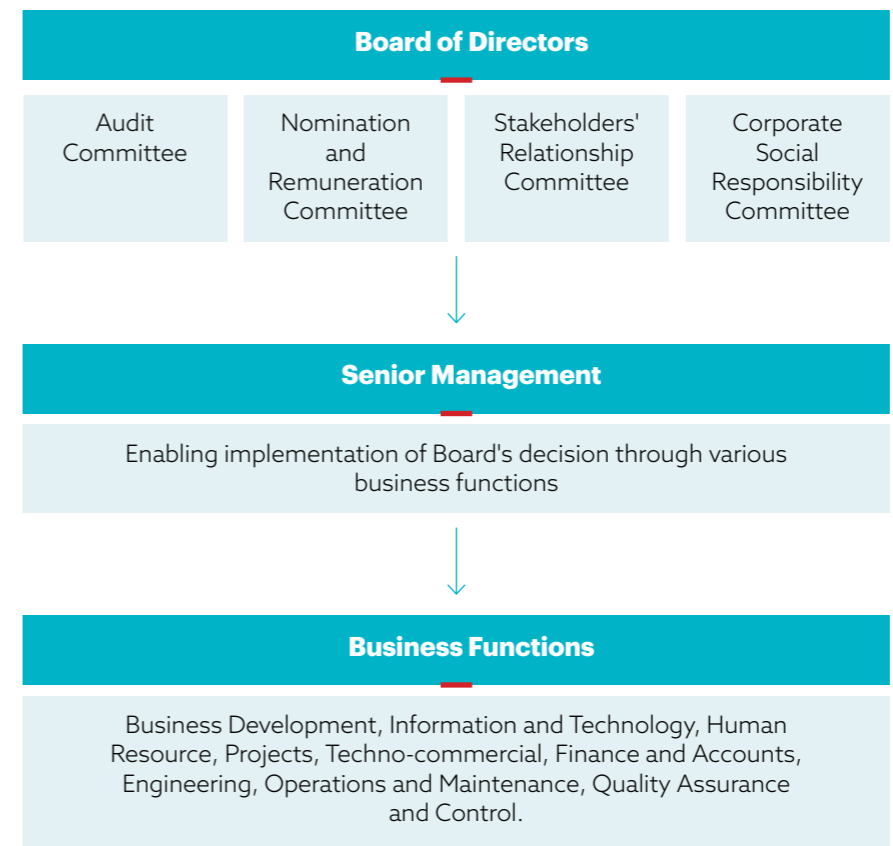 Board of Directors
Audit
Committee
Nomination
and
Remuneration
Committee
Stakeholders'
Relationship
Committee
Corporate
Social
Responsibility
Committee
Senior Management
Enabling implementation of Board's decision through various
business functions
Business Functions
Business Development, Information and Technology, Human
Resource, Projects, Techno-commercial, Finance and Accounts,
Engineering, Operations and Maintenance, Quality Assurance
and Control.